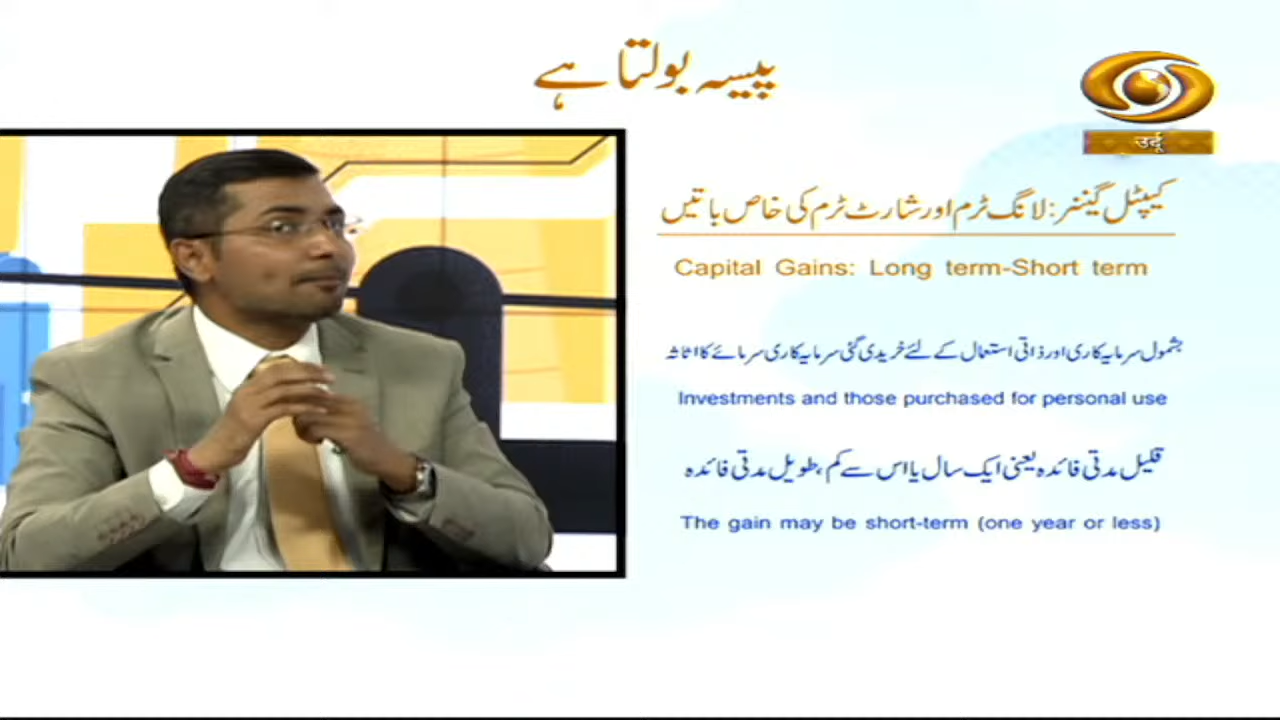 پیسہ بولتا ہے
उर्दू
کیپٹل گینز: لانگ ٹرم اور شارٹ ٹرم کی خاص باتیں
Capital Gains: Long term-Short term
بشمول سرمایہ کاری اور ذاتی استعمال کے لئے خریدی گئی سرمایہ کاری سرمائے کا اثاثہ
Investments and those purchased for personal use
قلیل مدتی فائدہ یعنی ایک سال یا اس سے کم ، طویل مدتی فائدہ
The gain may be short-term (one year or less)